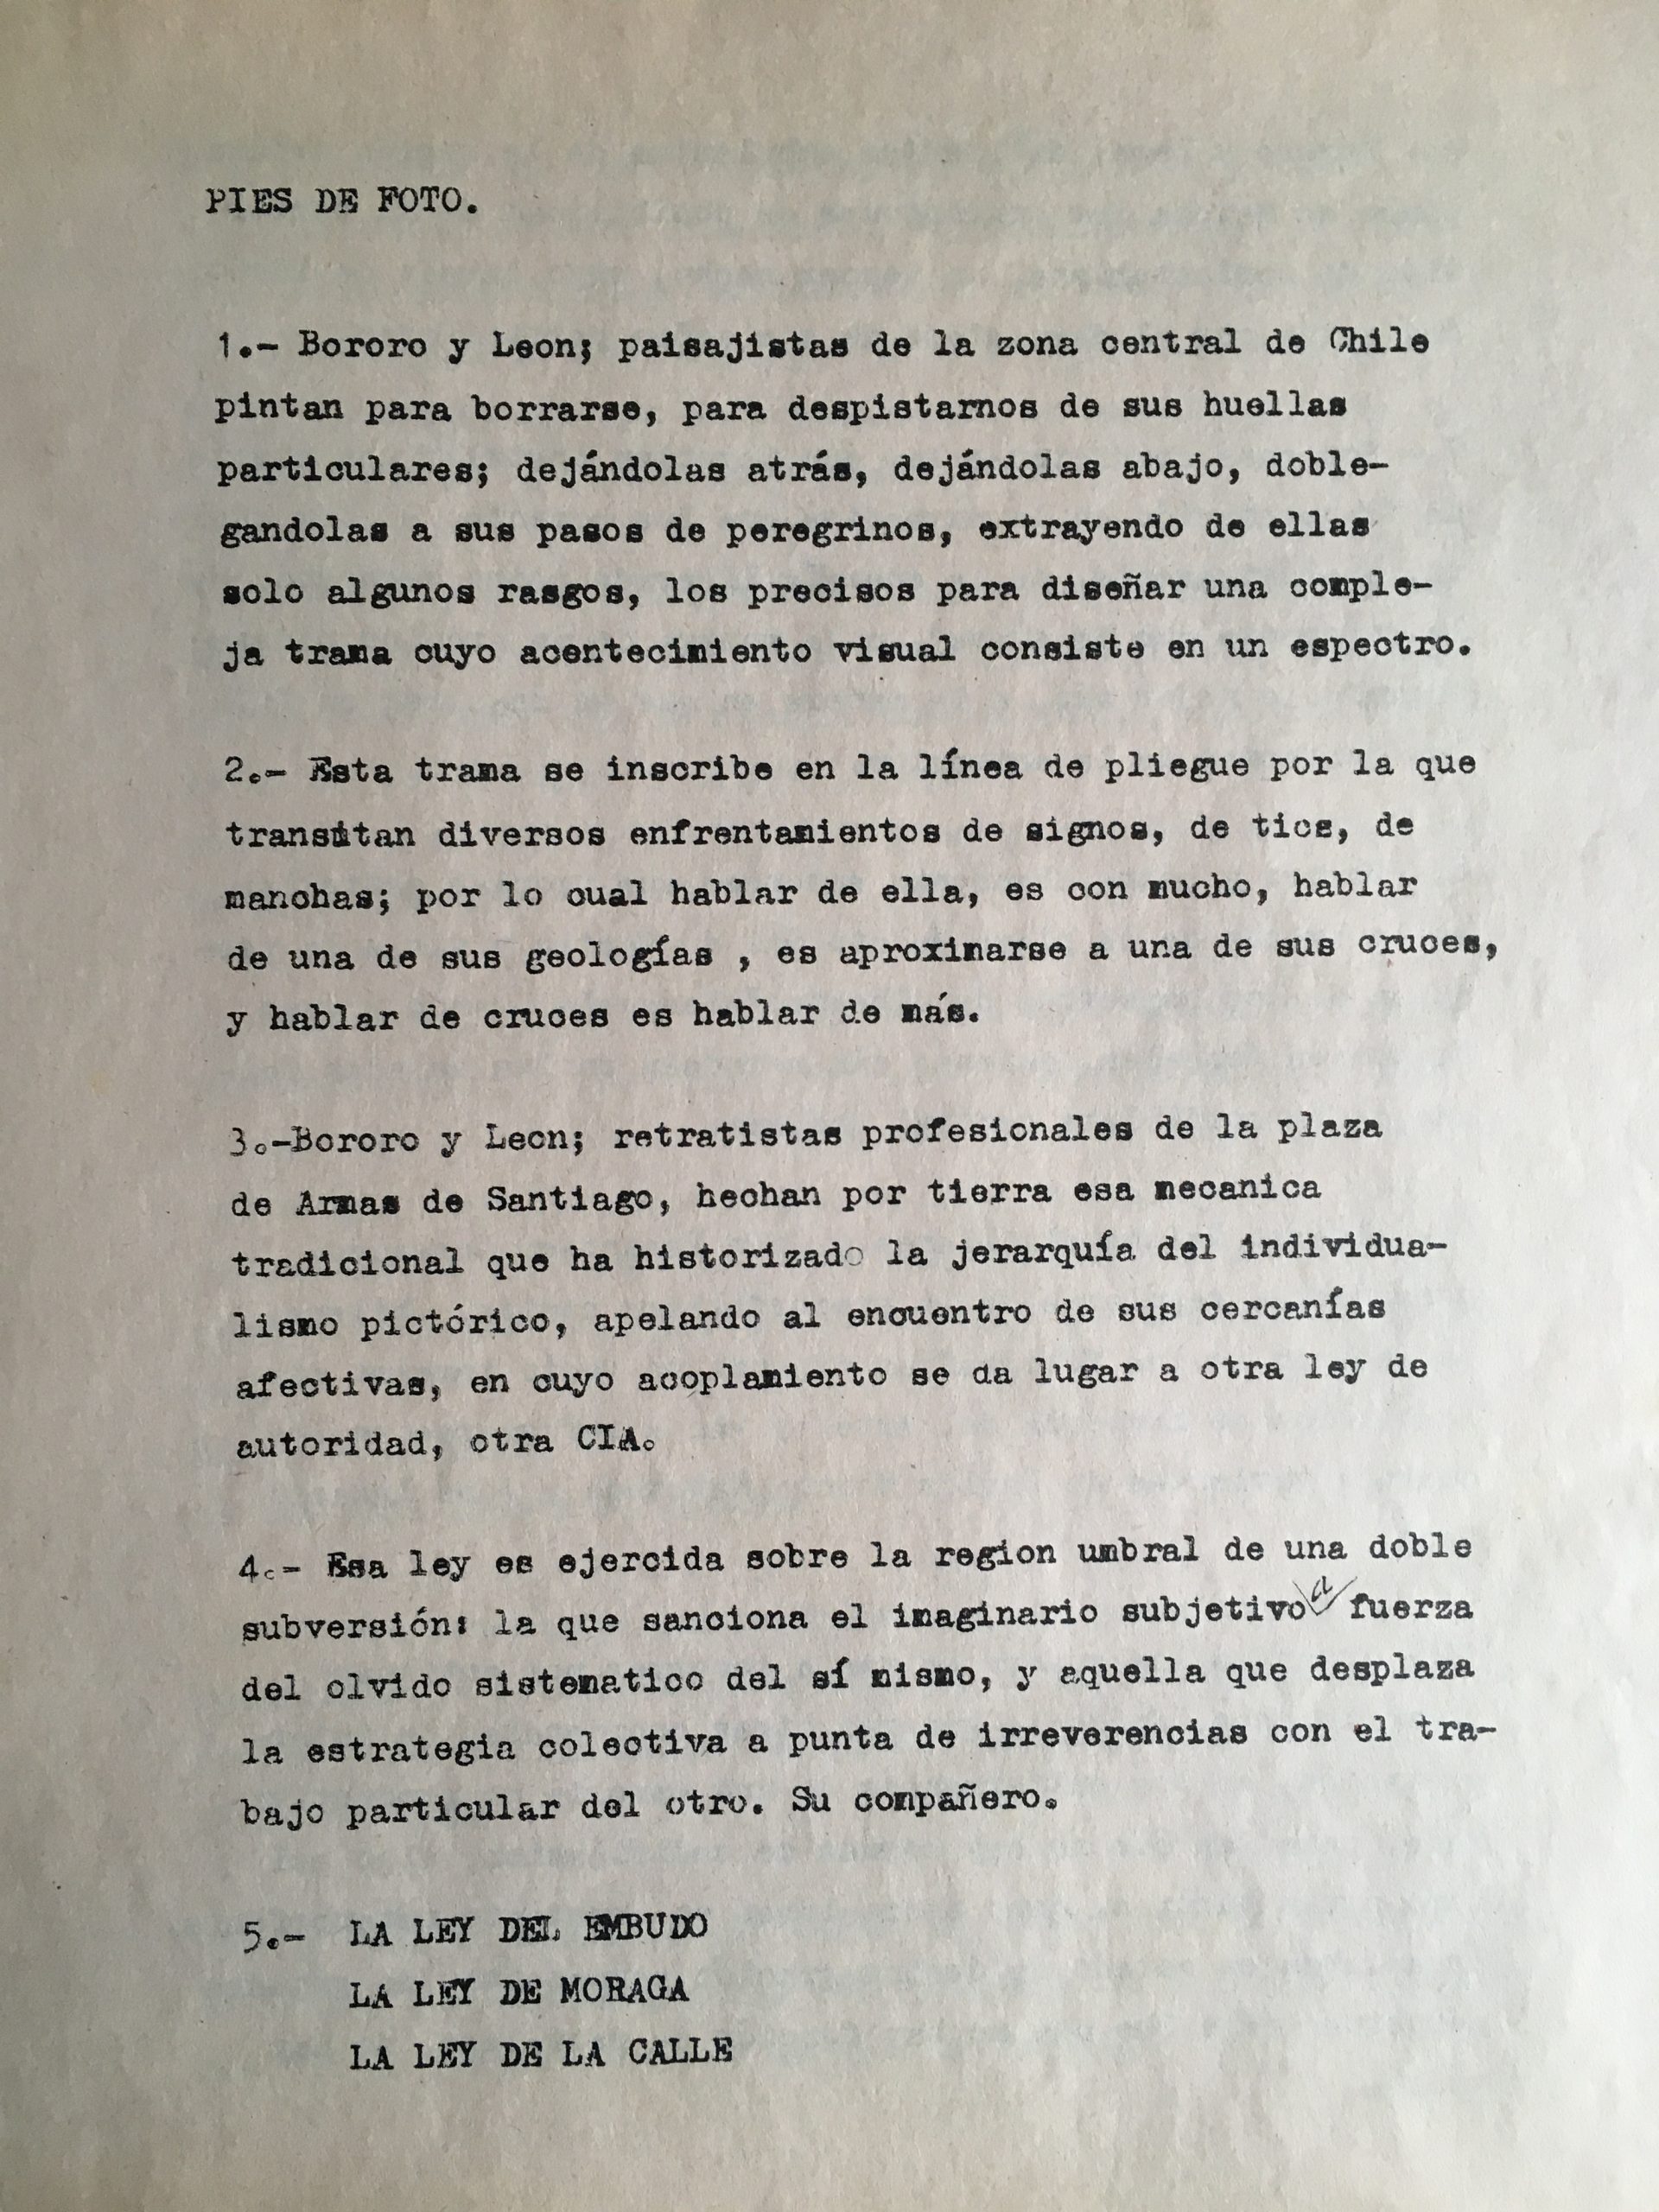 PIES DE FOTO.
1.- Bororo y Leon; paisajistas de la zona central de Chile
pintan para borrarse, para despistarnos de sus huellas
particulares; dejándolas atrás, dejándolas abajo, doble-
gandolas a sus pasos de peregrinos, extrayendo de ellas
solo algunos rasgos, los precisos para diseñar una comple-
ja trama cuyo acentecimiento visual consiste en un espectro.
2.- Esta trama se inscribe en la línea de pliegue por la que
transitan diversos enfrentamientos de signos, de tics, de
manchas; por lo cual hablar de ella, es con mucho, hablar
de una de sus geologías , es aproximarse a una de sus cruces,
y hablar de cruces es hablar de más.
3.-Bororo y Leon; retratistas profesionales de la plaza
de Armas de Santiago, hechan por tierra esa mecanica
tradicional que ha historizado la jerarquía del individua-
lismo pictórico, apelando al encuentro de sus cercanías
afectivas, en cuyo acoplamiento se da lugar a otra ley de
autoridad, otra CIA.
4.- Esa ley es ejercida sobre la region umbral de una doble
subversión: la que sanciona el imaginario subjetivo a fuerza
del olvido sistematico del sí mismo, y aquella que desplaza
la estrategia colectiva a punta de irreverencias con el tra-
bajo particular del otro. Su compañero.
5.- LA LEY DEL EMBUDO
LA LEY DE MORAGA
LA LEY DE LA CALLE